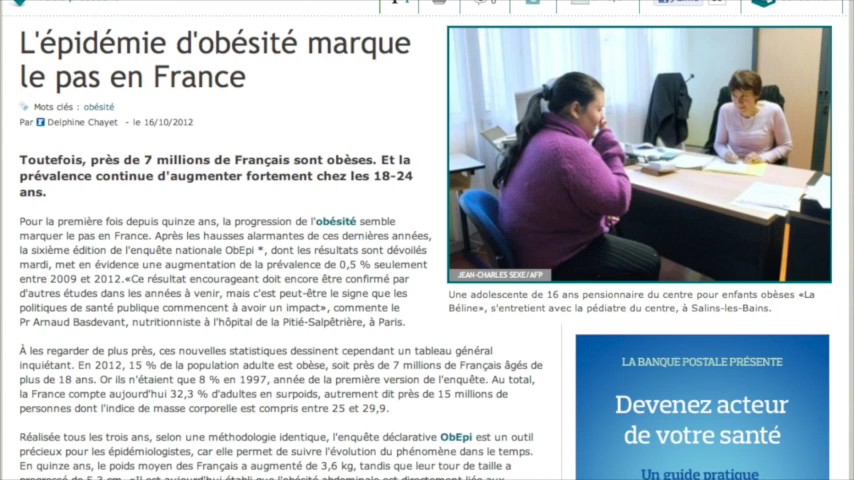 L'épidémie d'obésité marque
le pas en France
Mots clés : obésité
Par Delphine Chayet - le 16/10/2012
Toutefois, près de 7 millions de Français sont obèses. Et la
prévalence continue d'augmenter fortement chez les 18-24
ans.
Pour la première fois depuis quinze ans, la progression de l'obésité semble
marquer le pas en France. Après les hausses alarmantes de ces dernières années,
la sixième édition de l'enquête nationale ObEpi *, dont les résultats sont dévoilés
mardi, met en évidence une augmentation de la prévalence de 0,5 % seulement
entre 2009 et 2012.«Ce résultat encourageant doit encore être confirmé par
d'autres études dans les années à venir, mais c'est peut-être le signe que les
politiques de santé publique commencent à avoir un impact», commente le
Pr Arnaud Basdevant, nutritionniste à l'hôpital de la Pitié-Salpêtrière, à Paris.
À les regarder de plus près, ces nouvelles statistiques dessinent cependant un tableau général
inquiétant. En 2012, 15 % de la population adulte est obèse, soit près de 7 millions de Français âgés de
plus de 18 ans. Or ils n'étaient que 8 % en 1997, année de la première version de l'enquête. Au total,
la France compte aujourd'hui 32,3 % d'adultes en surpoids, autrement dit près de 15 millions de
personnes dont l'indice de masse corporelle est compris entre 25 et 29,9.
Réalisée tous les trois ans, selon une méthodologie identique, l'enquête déclarative ObEpi est un outil
précieux pour les épidémiologistes, car elle permet de suivre l'évolution du phénomène dans le temps.
En quinze ans, le poids moyen des Français a augmenté de 3,6 kg, tandis que leur tour de taille a
JEAN-CHARLES SEXE/AFP
Une adolescente de 16 ans pensionnaire du centre pour enfants obèses «La
Béline», s'entretient avec la pédiatre du centre, à Salins-les-Bains.
LA BANQUE POSTALE PRÉSENTE
Devenez acteur
de votre santé
Un guide pratique